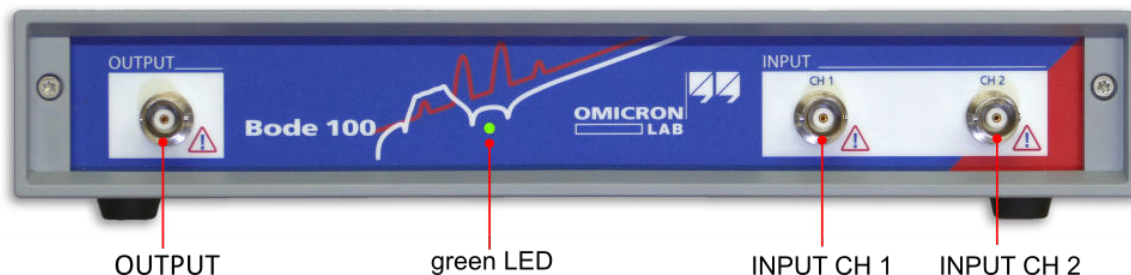 OUTPUT
INPUT
CH 1
CH 2
Bode 100
OMICRON
LAB
OUTPUT
green LED
INPUT CH 1
INPUT CH 2